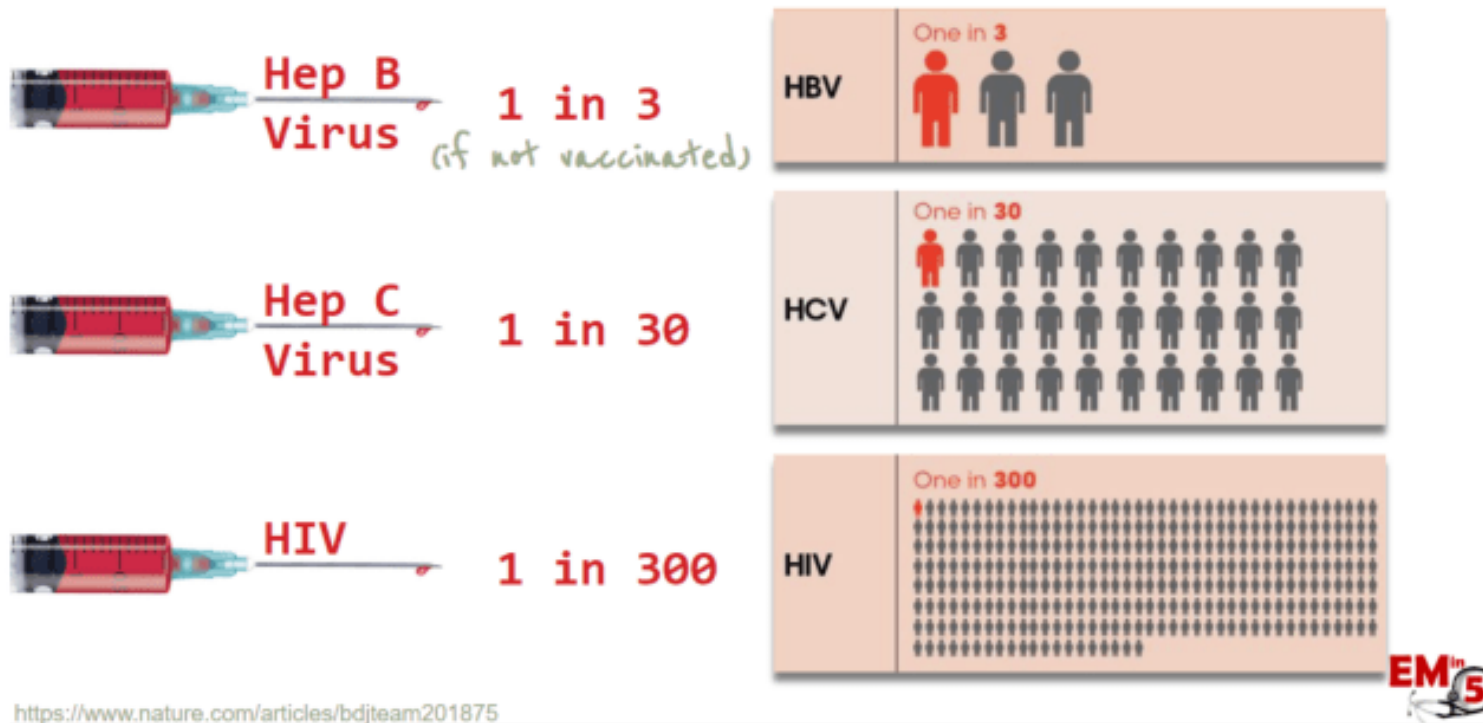 Hep B
Virus
1 in 3
(if not vaccinated)
HBV
One in 3
Hep C
Virus
1 in 30
HCV
One in 30
HIV
1 in 300
HIV
One in 300
https://www.nature.com/articles/bdjteam201875
EM in 5